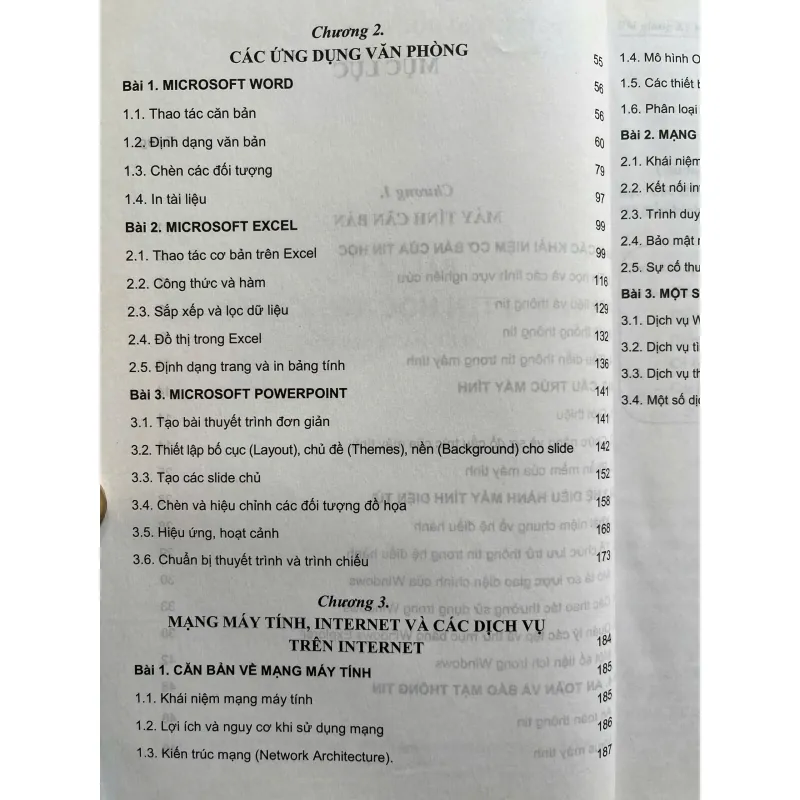 Chương 2.
CÁC ỨNG DỤNG VĂN PHÒNG 55
Bài 1. MICROSOFT WORD 56
1.1. Thao tác căn bản 56
1.2. Định dạng văn bản 60
1.3. Chèn các đối tượng 79
1.4. In tài liệu 97
Bài 2. MICROSOFT EXCEL 99
2.1. Thao tác cơ bản trên Excel 99
2.2. Công thức và hàm 116
2.3. Sắp xếp và lọc dữ liệu 129
2.4. Đồ thị trong Excel 132
2.5. Định dạng trang và in bảng tính 136
Bài 3. MICROSOFT POWERPOINT 141
3.1. Tạo bài thuyết trình đơn giản 141
3.2. Thiết lập bố cục (Layout), chủ đề (Themes), nền (Background) cho slide 142
3.3. Tạo các slide chủ 152
3.4. Chèn và hiệu chỉnh các đối tượng đồ họa 158
3.5. Hiệu ứng, hoạt cảnh 168
3.6. Chuẩn bị thuyết trình và trình chiếu 173
Chương 3.
MẠNG MÁY TÍNH, INTERNET VÀ CÁC DỊCH VỤ
TRÊN INTERNET 184
Bài 1. CĂN BẢN VỀ MẠNG MÁY TÍNH 185
1.1. Khái niệm mạng máy tính 185
1.2. Lợi ích và nguy cơ khi sử dụng mạng 186
1.3. Kiến trúc mạng (Network Architecture). 187
1.4. Mô hình O
1.5. Các thiết b
1.6. Phân loại
Bài 2. MẠNG
2.1. Khái niệm
2.2. Kết nối in
2.3. Trình duy
2.4. Bảo mật
2.5. Sự cố thu
Bài 3. MỘT S
3.1. Dịch vụ W
3.2. Dịch vụ tì
3.3. Dịch vụ th
3.4. Một số dị